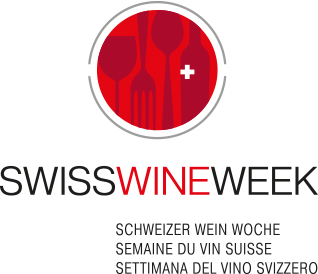 SWISSWINEWEEK
SCHWEIZER WEIN WOCHE
SEMAINE DU VIN SUISSE
SETTIMANA DEL VINO SVIZZERO